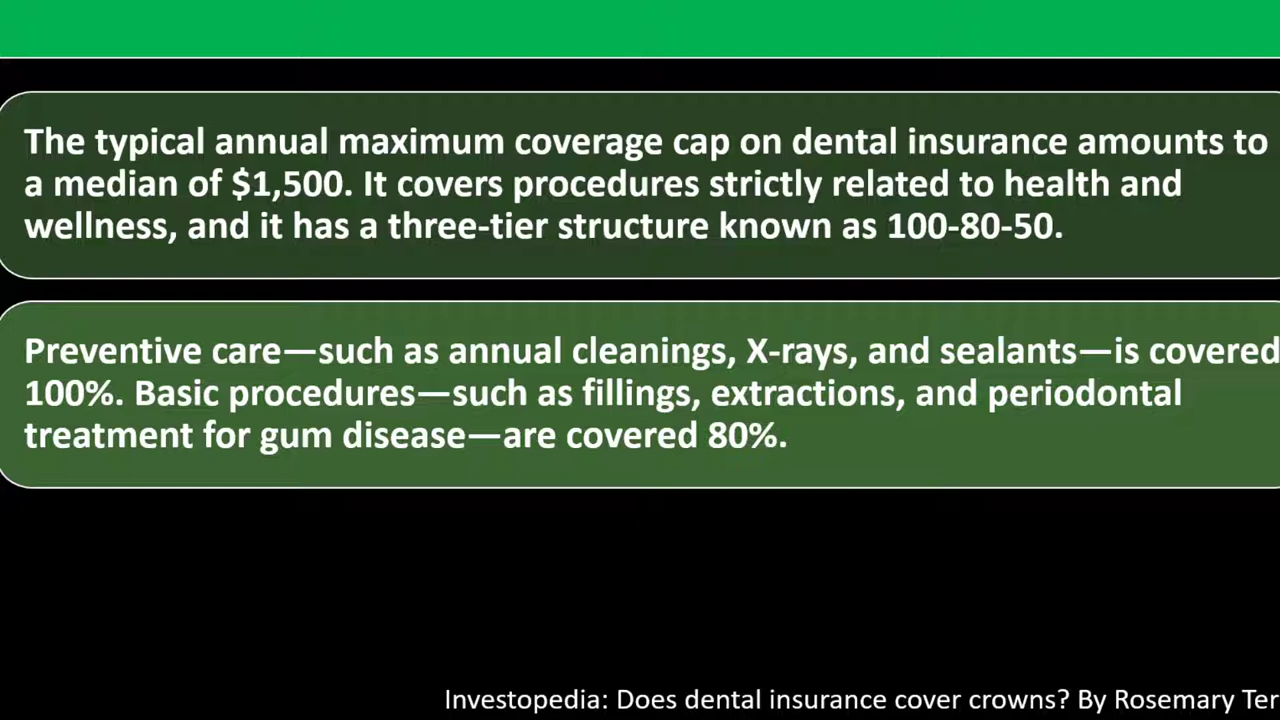 The typical annual maximum coverage cap on dental insurance amounts to
a median of $1,500. It covers procedures strictly related to health and
wellness, and it has a three-tier structure known as 100-80-50.
Preventive care—such as annual cleanings, X-rays, and sealants—is covered
100%. Basic procedures—such as fillings, extractions, and periodontal
treatment for gum disease—are covered 80%.
Investopedia: Does dental insurance cover crowns? By Rosemary